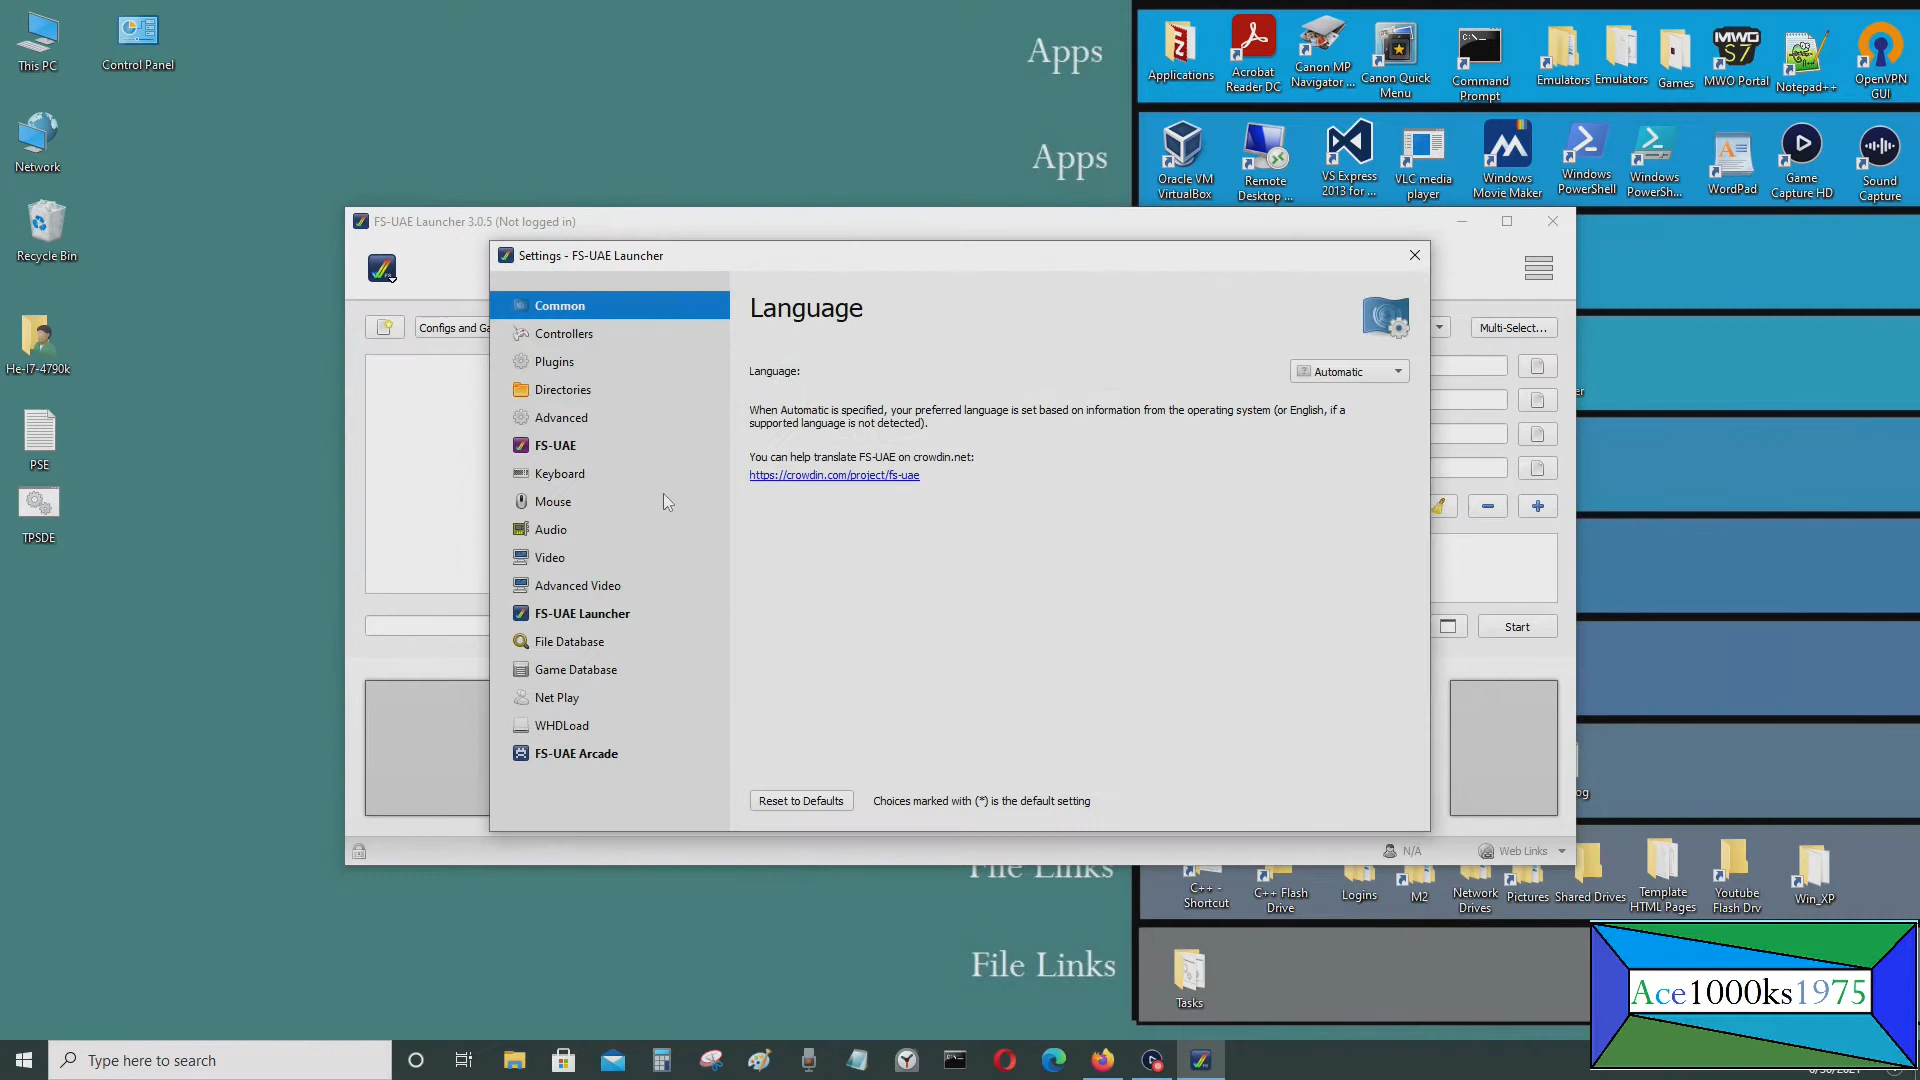 This PC
Control Panel
Network
Recycle Bin
He-I7-4790k
PSE
TPSDE
Apps
Apps
Applications
Acrobat
Reader DC
Canon MP
Navigator ...
Canon Quick
Menu
Command
Prompt
Emulators
Emulators
Games
MWO Portal
Notepad++
OpenVPN
GUI
Oracle VM
VirtualBox
Remote
Desktop ...
VS Express
2013 for ...
VLC media
player
Windows
Movie Maker
Windows
PowerShell
Windows
PowerSh...
WordPad
Game
Capture HD
Sound
Capture
FS-UAE Launcher 3.0.5 (Not logged in)
Configs and Ga
Multi-Select...
Start
N/A
Web Links
Settings - FS-UAE Launcher
Common
Controllers
Plugins
Directories
Advanced
FS-UAE
Keyboard
Mouse
Audio
Video
Advanced Video
FS-UAE Launcher
File Database
Game Database
Net Play
WHDLoad
FS-UAE Arcade
Language
Language:
Automatic
When Automatic is specified, your preferred language is set based on information from the operating system (or English, if a
supported language is not detected).
You can help translate FS-UAE on crowdin.net:
https://crowdin.com/project/fs-uae
Reset to Defaults
Choices marked with (*) is the default setting
File Links
C++ -
Shortcut
C++ Flash
Drive
Logins
M2
Network
Drives
Pictures
Shared Drives
Template
HTML Pages
Youtube
Flash Drv
Win_XP
File Links
Tasks
Ace1000ks1975
Type here to search